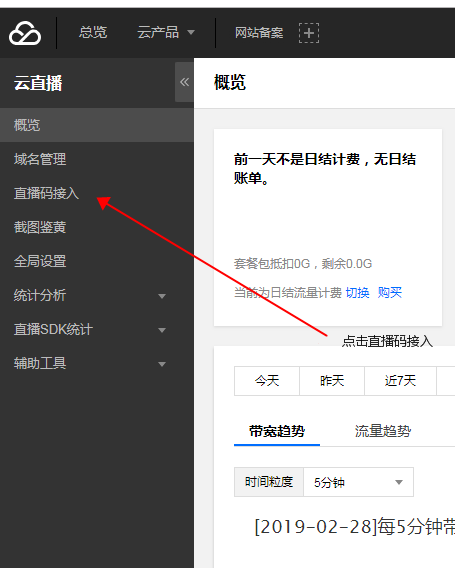 总览 云产品 网站备案
云直播
概览
域名管理
直播码接入
截图鉴黄
全局设置
统计分析
直播SDK统计
辅助工具
概览
前一天不是日结计费，无日结
账单。
套餐包抵扣0G，剩余0.0G
当前为日结流量计费 切换 购买
点击直播码接入
今天 昨天 近7天
带宽趋势 流量趋势
时间粒度 5分钟
[2019-02-28]每5分钟带